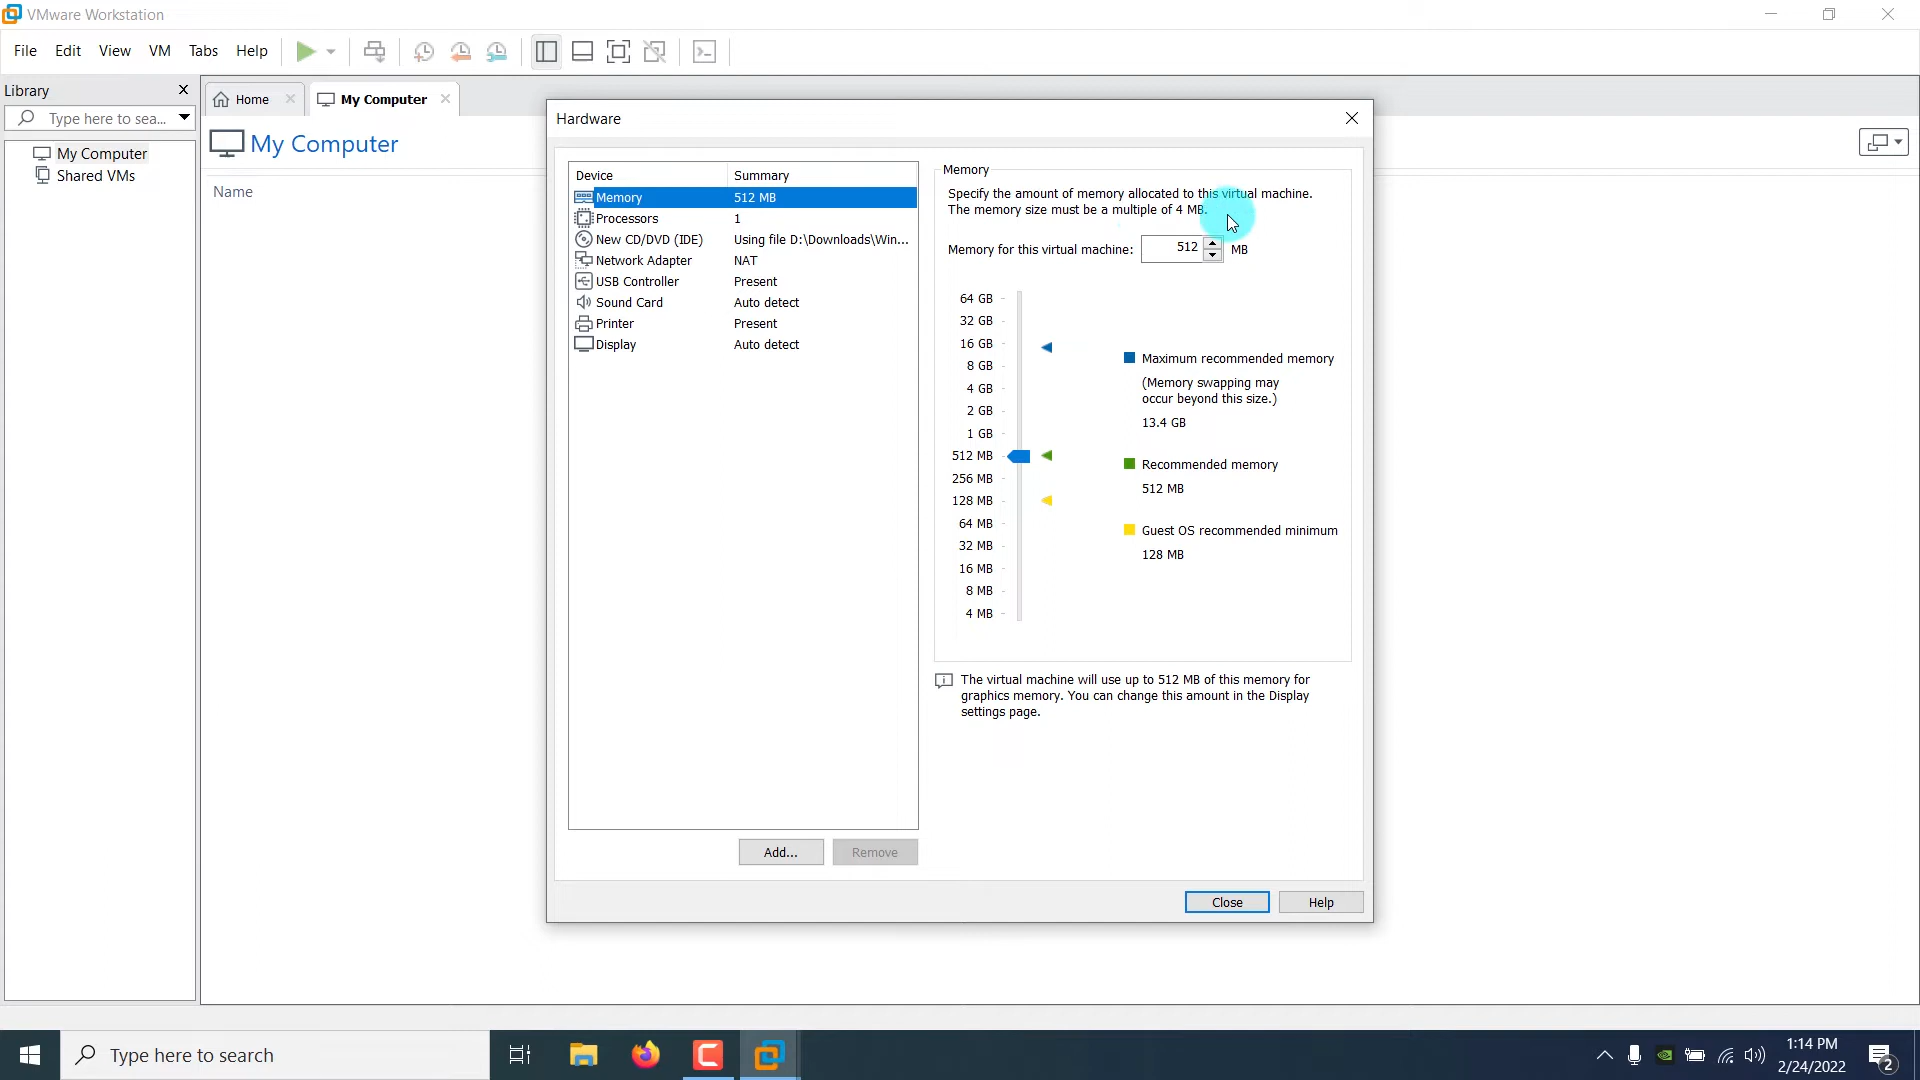 VMware Workstation
File Edit View VM Tabs Help
Library
Type here to sea...
My Computer
Shared VMs
Home
My Computer
My Computer
Name
Hardware
Device Summary
Memory 512 MB
Processors 1
New CD/DVD (IDE) Using file D:\Downloads\Win...
Network Adapter NAT
USB Controller Present
Sound Card Auto detect
Printer Present
Display Auto detect
Add...
Remove
Memory
Specify the amount of memory allocated to this virtual machine.
The memory size must be a multiple of 4 MB.
Memory for this virtual machine: 512 MB
64 GB
32 GB
16 GB
8 GB
4 GB
2 GB
1 GB
512 MB
256 MB
128 MB
64 MB
32 MB
16 MB
8 MB
4 MB
Maximum recommended memory
(Memory swapping may
occur beyond this size.)
13.4 GB
Recommended memory
512 MB
Guest OS recommended minimum
128 MB
The virtual machine will use up to 512 MB of this memory for
graphics memory. You can change this amount in the Display
settings page.
Close
Help
Type here to search
1:14 PM
2/24/2022
2